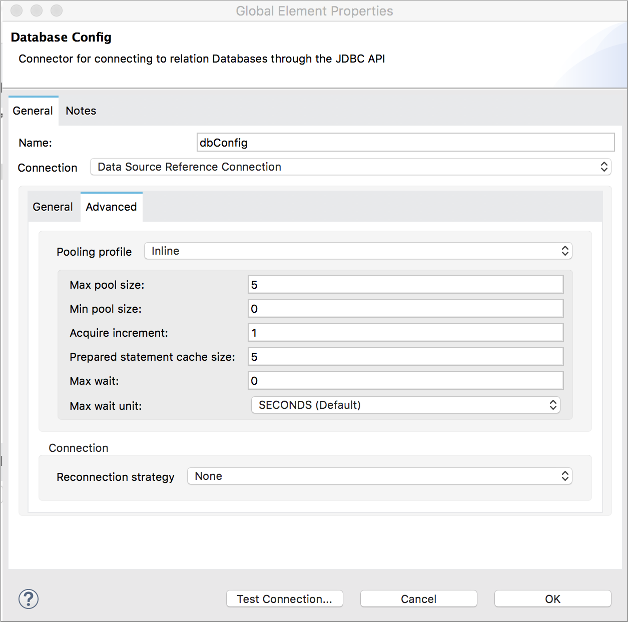 Global Element Properties
Database Config
Connector for connecting to relation Databases through the JDBC API
General Notes
Name: dbConfig
Connection Data Source Reference Connection
General Advanced
Pooling profile Inline
Max pool size: 5
Min pool size: 0
Acquire increment: 1
Prepared statement cache size: 5
Max wait: 0
Max wait unit: SECONDS (Default)
Connection
Reconnection strategy None
? Test Connection... Cancel OK